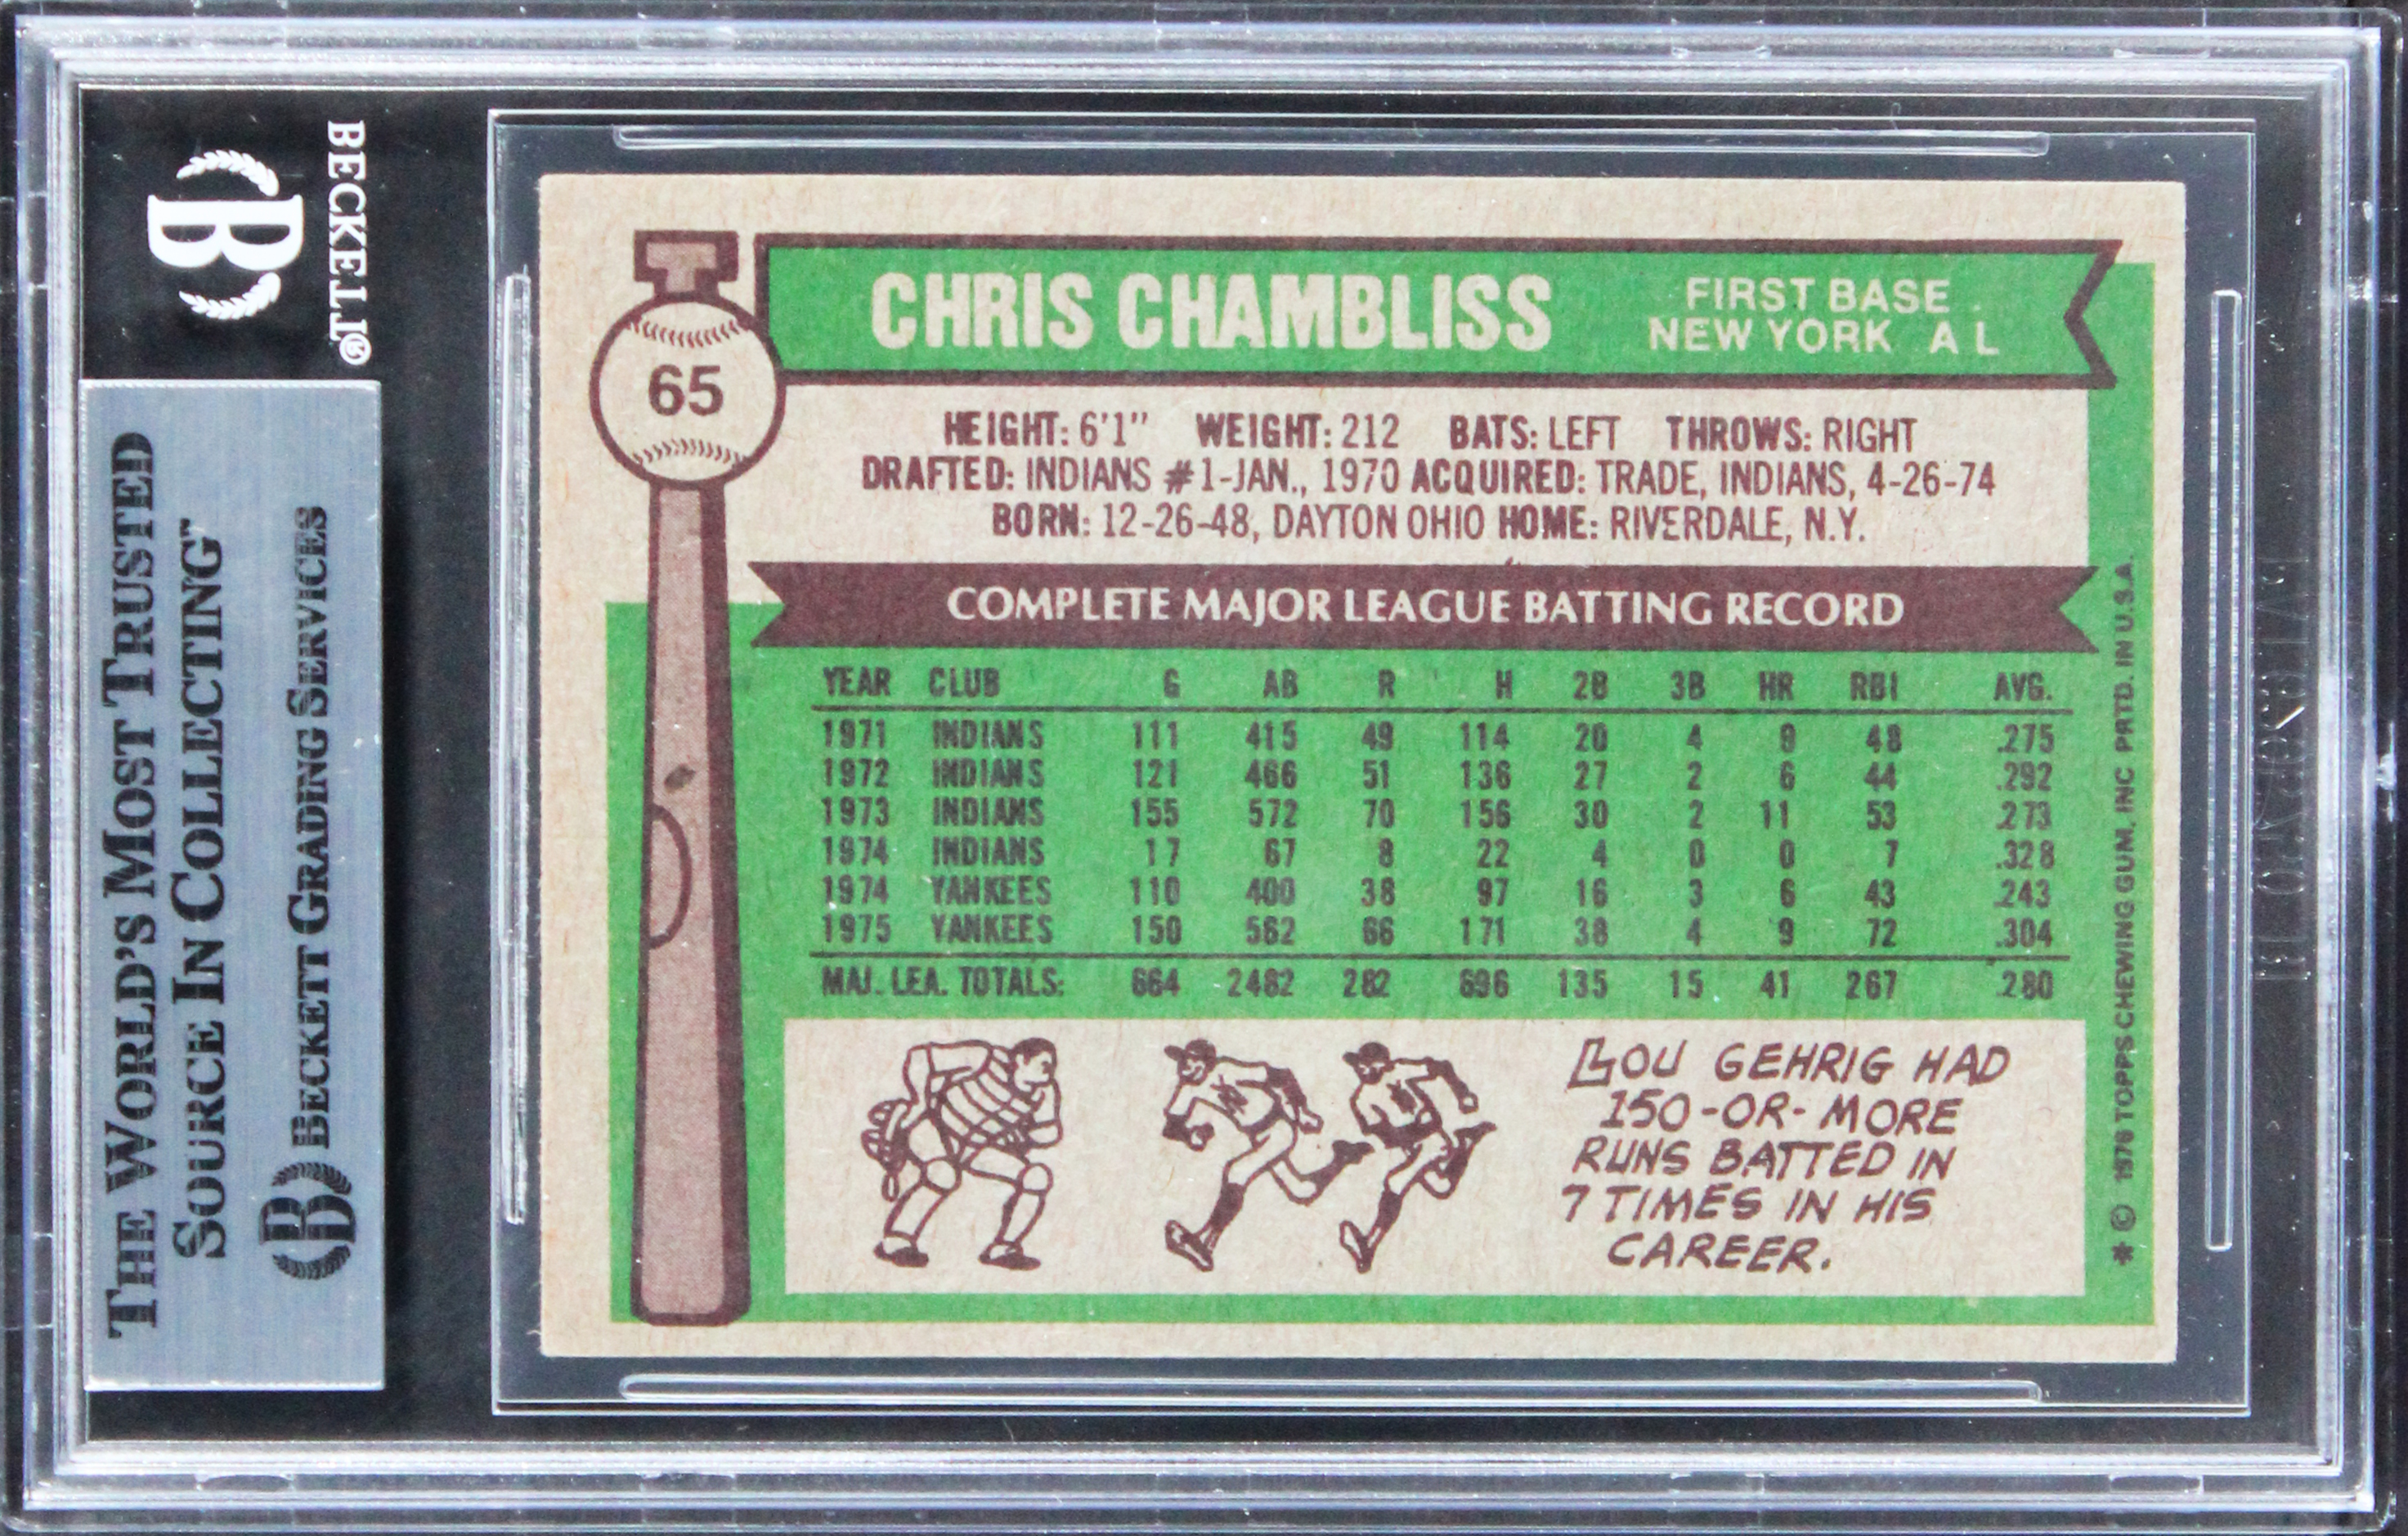 BECKETT®
B
THE WORLD'S MOST TRUSTED
SOURCE IN COLLECTING™
BECKETT GRADING SERVICES
65
CHRIS CHAMBLISS
FIRST BASE
NEW YORK A L
HEIGHT: 6'1" WEIGHT: 212 BATS: LEFT THROWS: RIGHT
DRAFTED: INDIANS #1-JAN., 1970 ACQUIRED: TRADE, INDIANS, 4-26-74
BORN: 12-26-48, DAYTON OHIO HOME: RIVERDALE, N.Y.
COMPLETE MAJOR LEAGUE BATTING RECORD
YEAR CLUB G AB R H 2B 3B HR RBI AVG.
1971 INDIANS 111 415 49 114 20 4 9 48 .275
1972 INDIANS 121 466 51 136 27 2 6 44 .292
1973 INDIANS 155 572 70 156 30 2 11 53 .273
1974 INDIANS 17 67 8 22 4 0 0 7 .328
1974 YANKEES 110 400 38 97 16 3 6 43 .243
1975 YANKEES 150 562 66 171 38 4 9 72 .304
MAJ. LEA. TOTALS: 664 2482 282 696 135 15 41 267 .280
LOU GEHRIG HAD
150-OR-MORE
RUNS BATTED IN
7 TIMES IN HIS
CAREER.
* © 1976 TOPPS CHEWING GUM, INC PRTD. IN U.S.A.